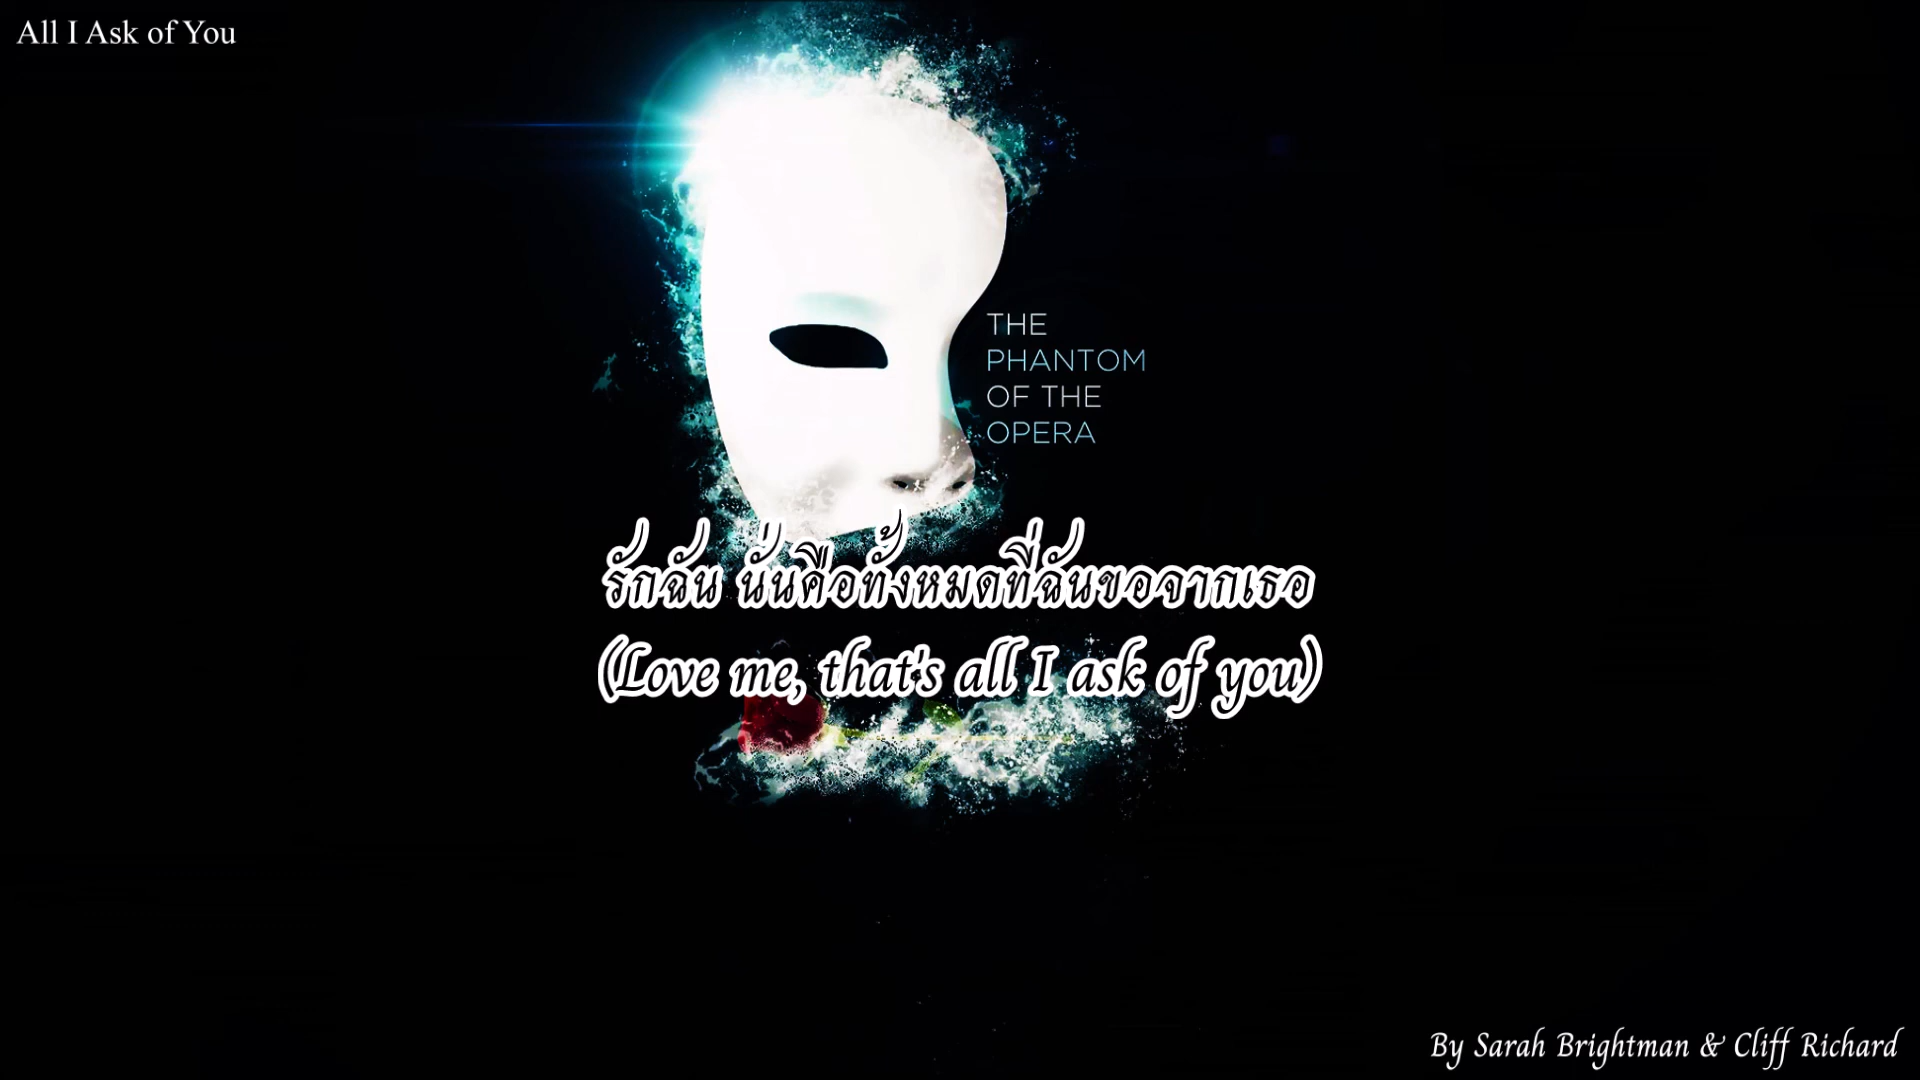 All I Ask of You
THE
PHANTOM
OF THE
OPERA
รักฉัน นั่นคือทั้งหมดที่ฉันขอจากเธอ
(Love me, that's all I ask of you)
By Sarah Brightman & Cliff Richard